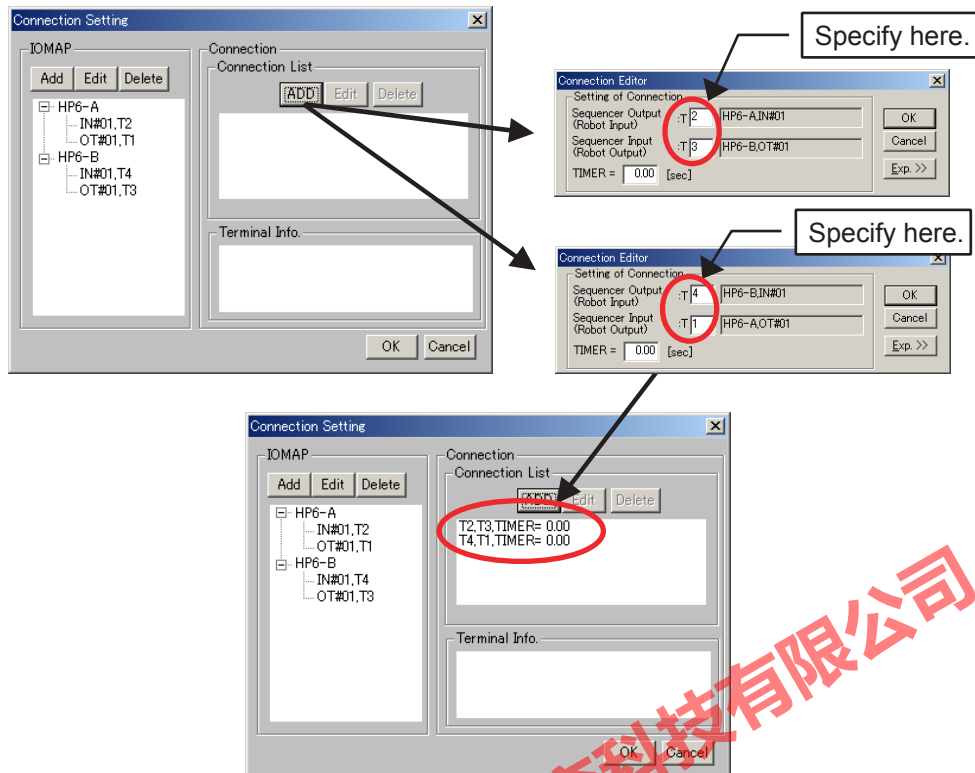 Connection Setting
IOMAP
Add Edit Delete
HP6-A
IN#01,T2
OT#01,T1
HP6-B
IN#01,T4
OT#01,T3
Connection
Connection List
ADD Edit Delete
Terminal Info.
OK Cancel
Specify here.
Connection Editor
Setting of Connection
Sequencer Output :T 2 HP6-A,IN#01
(Robot Input)
Sequencer Input :T 3 HP6-B,OT#01
(Robot Output)
TIMER = 0.00 [sec]
OK
Cancel
Exp. >>
Specify here.
Connection Editor
Setting of Connection
Sequencer Output :T 4 HP6-B,IN#01
(Robot Input)
Sequencer Input :T 1 HP6-A,OT#01
(Robot Output)
TIMER = 0.00 [sec]
OK
Cancel
Exp. >>
Connection Setting
IOMAP
Add Edit Delete
HP6-A
IN#01,T2
OT#01,T1
HP6-B
IN#01,T4
OT#01,T3
Connection
Connection List
ADD Edit Delete
T2,T3,TIMER= 0.00
T4,T1,TIMER= 0.00
Terminal Info.
OK Cancel
技有限公司